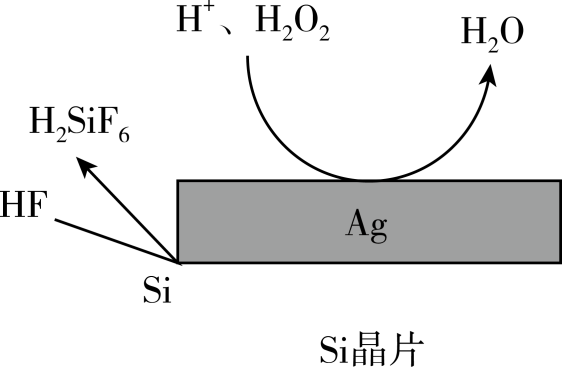 H⁺、H₂O₂
H₂O
H₂SiF₆
HF
Ag
Si
Si晶片